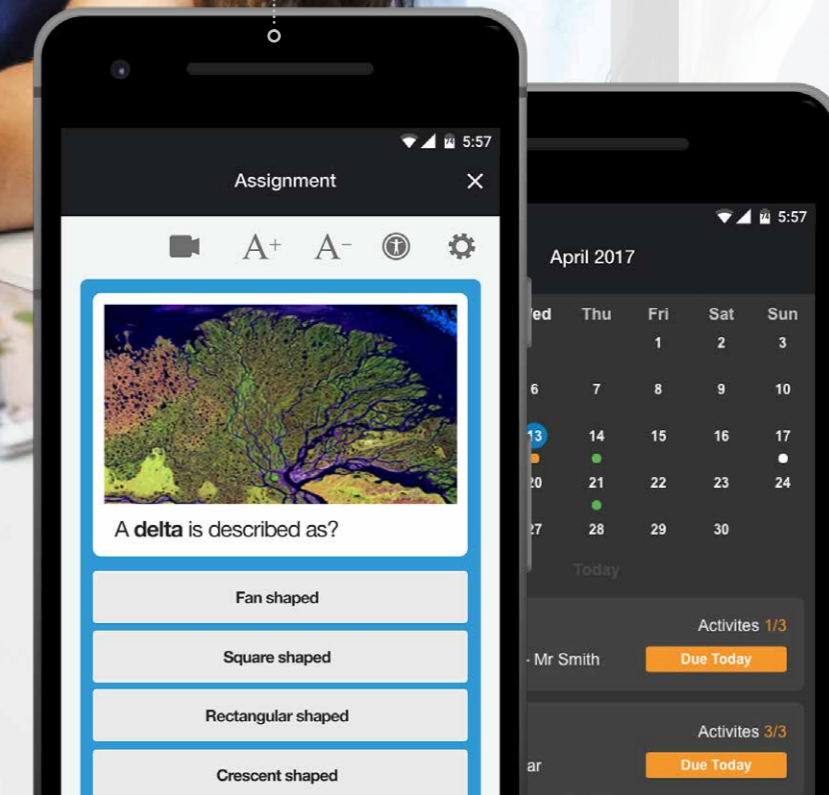 5:57
Assignment
A+ A-
A delta is described as?
Fan shaped
Square shaped
Rectangular shaped
Crescent shaped
74 5:57
April 2017
ed Thu Fri Sat Sun
1 2 3
6 7 8 9 10
13 14 15 16 17
20 21 22 23 24
27 28 29 30
Today
Activites 1/3
- Mr Smith Due Today
Activites 3/3
ar Due Today